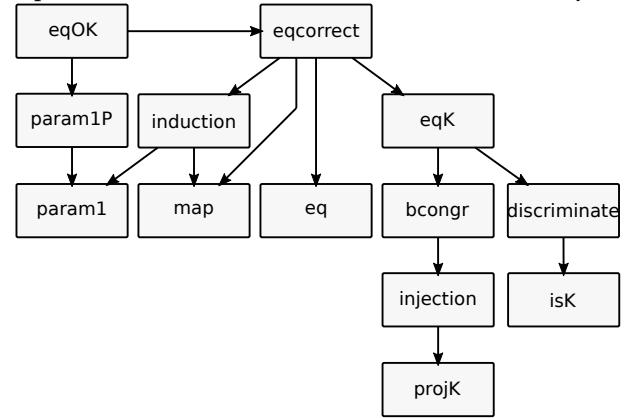 eqOK
eqcorrect
param1P
induction
eqK
param1
map
eq
bcongr
discriminate
injection
isK
projK